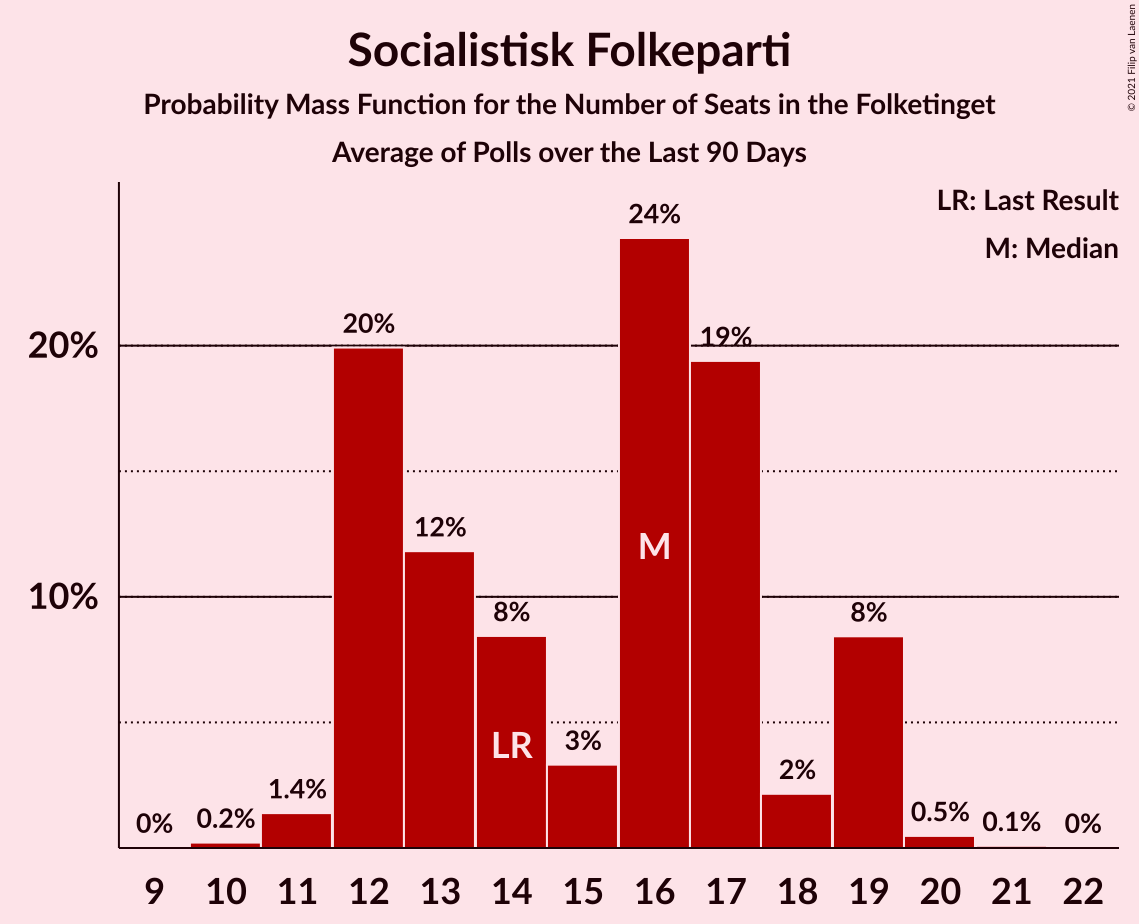 Socialistisk Folkeparti
Probability Mass Function for the Number of Seats in the Folketinget
Average of Polls over the Last 90 Days
© 2021 Filip van Laenen
LR: Last Result
M: Median
24%
20%
19%
20%
12%
M
10%
8%
8%
LR
3%
2%
1.4%
0.5%
0.2%
0.1%
0%
0%
9 10 11 12 13 14 15 16 17 18 19 20 21 22